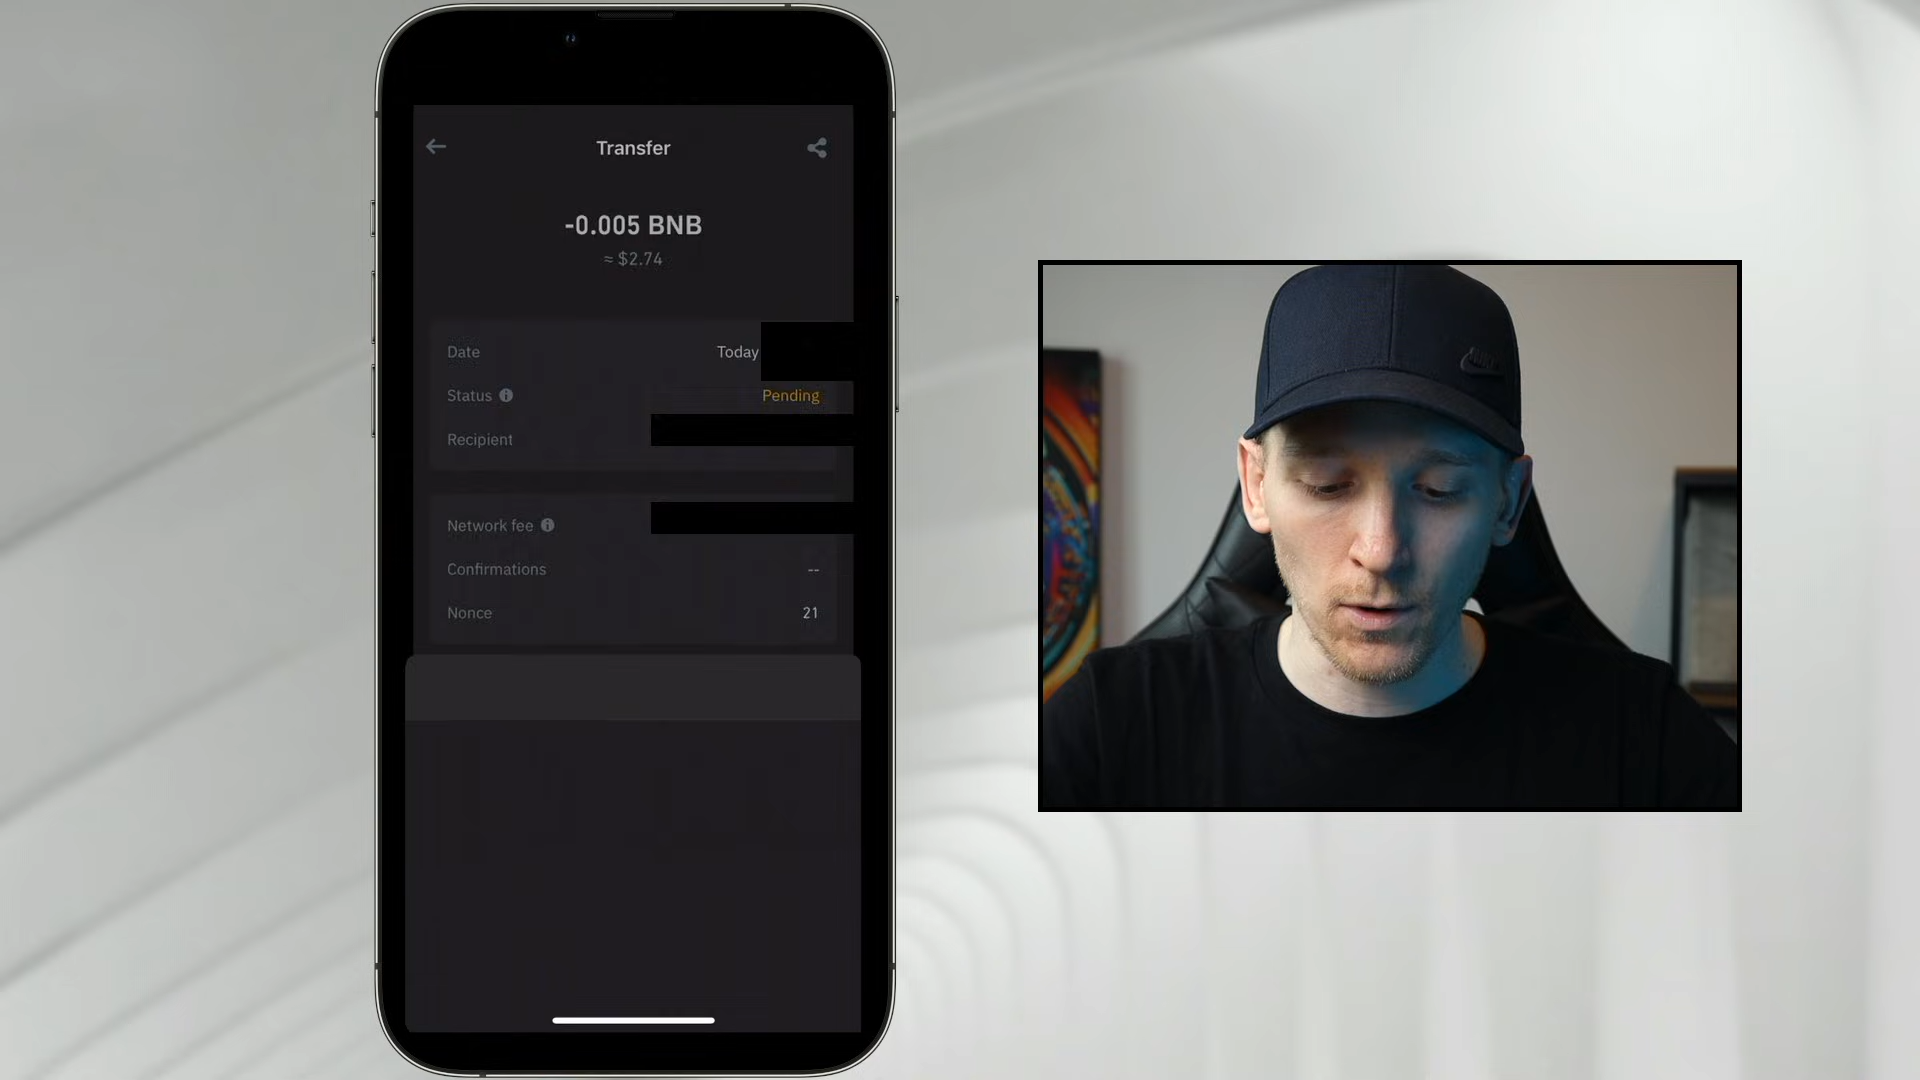 Transfer
-0.005 BNB
≈ $2.74
Date Today
Status Pending
Recipient
Network fee
Confirmations --
Nonce 21